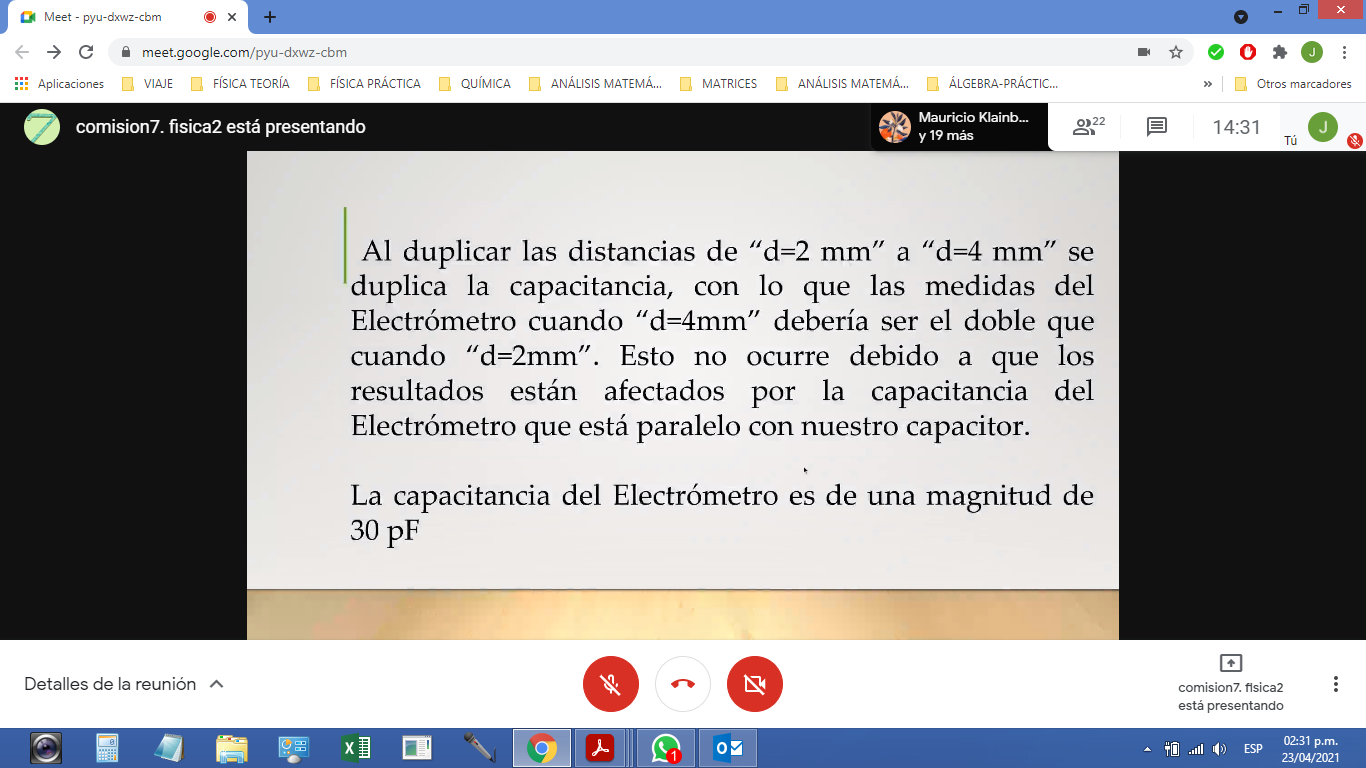 Meet - pyu-dxwz-cbm
meet.google.com/pyu-dxwz-cbm
J
Aplicaciones VIAJE FÍSICA TEORÍA FÍSICA PRÁCTICA QUÍMICA ANÁLISIS MATEMÁ... MATRICES ANÁLISIS MATEMÁ... ÁLGEBRA-PRÁCTIC... » Otros marcadores
7 comision7. fisica2 está presentando
Mauricio Klainb...
y 19 más
22
14:31
Tú
J
Al duplicar las distancias de “d=2 mm” a “d=4 mm” se
duplica la capacitancia, con lo que las medidas del
Electrómetro cuando “d=4mm” debería ser el doble que
cuando “d=2mm”. Esto no ocurre debido a que los
resultados están afectados por la capacitancia del
Electrómetro que está paralelo con nuestro capacitor.
La capacitancia del Electrómetro es de una magnitud de
30 pF
Detalles de la reunión
comision7. fisica2
está presentando
1
ESP
02:31 p.m.
23/04/2021